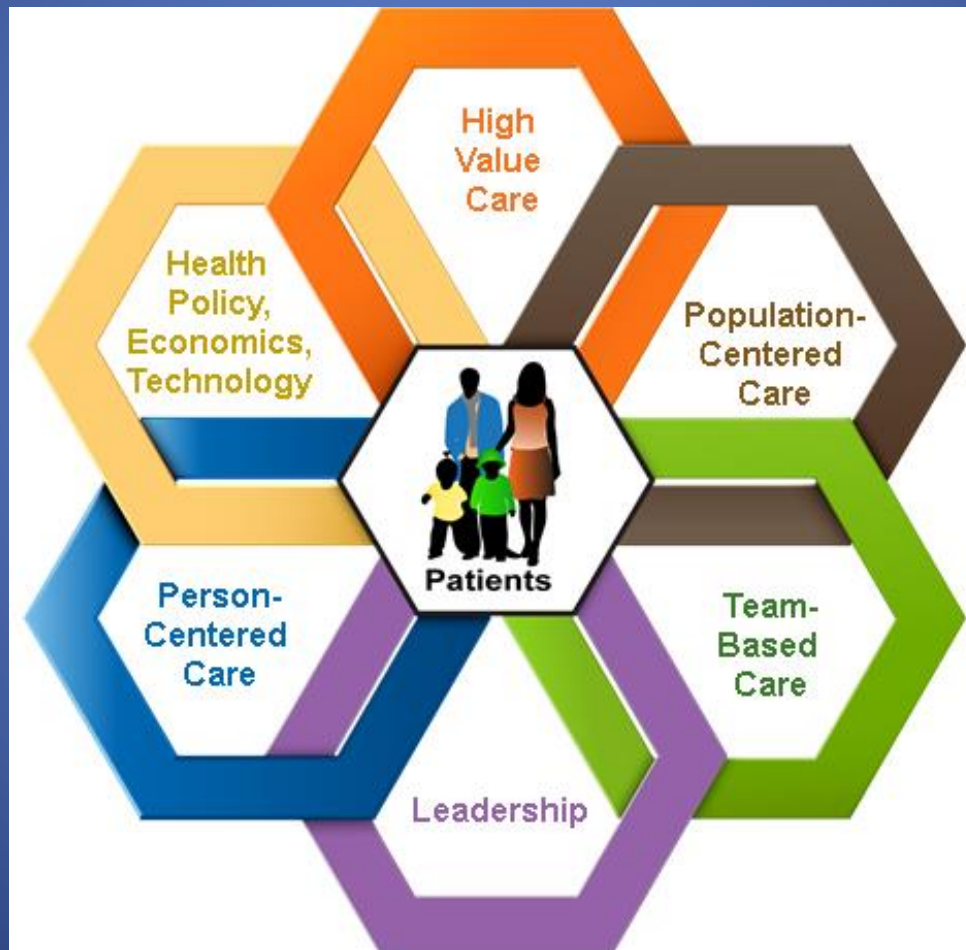 High
Value
Care
Health
Policy,
Economics,
Technology
Population-
Centered
Care
Patients
Person-
Centered
Care
Team-
Based
Care
Leadership